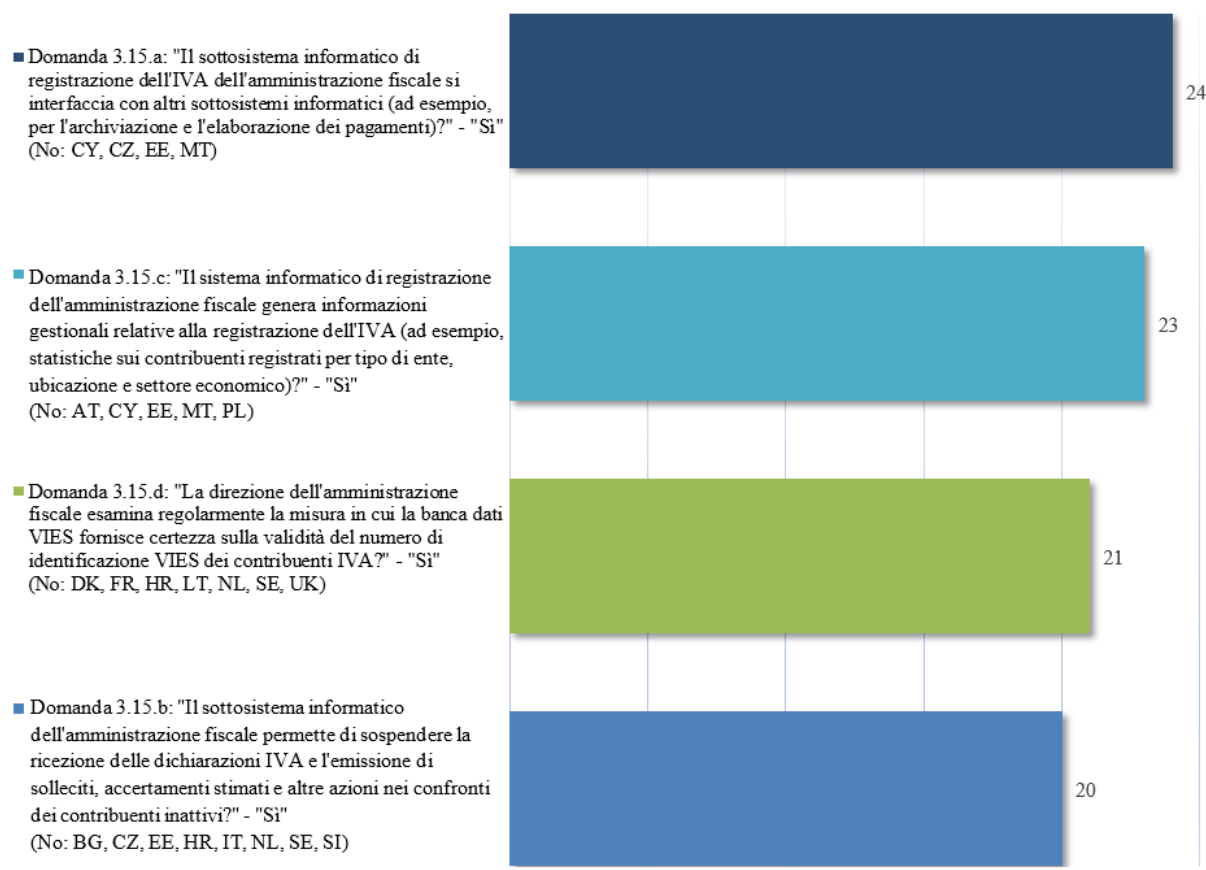 Domanda 3.15.a: "Il sottosistema informatico di
registrazione dell'IVA dell'amministrazione fiscale si
interfaccia con altri sottosistemi informatici (ad esempio,
per l'archiviazione e l'elaborazione dei pagamenti)?" - "Sì"
(No: CY, CZ, EE, MT)
24
Domanda 3.15.c: "Il sistema informatico di registrazione
dell'amministrazione fiscale genera informazioni
gestionali relative alla registrazione dell'IVA (ad esempio,
statistiche sui contribuenti registrati per tipo di ente,
ubicazione e settore economico)?" - "Sì"
(No: AT, CY, EE, MT, PL)
23
Domanda 3.15.d: "La direzione dell'amministrazione
fiscale esamina regolarmente la misura in cui la banca dati
VIES fornisce certezza sulla validità del numero di
identificazione VIES dei contribuenti IVA?" - "Sì"
(No: DK, FR, HR, LT, NL, SE, UK)
21
Domanda 3.15.b: "Il sottosistema informatico
dell'amministrazione fiscale permette di sospendere la
ricezione delle dichiarazioni IVA e l'emissione di
solleciti, accertamenti stimati e altre azioni nei confronti
dei contribuenti inattivi?" - "Sì"
(No: BG, CZ, EE, HR, IT, NL, SE, SI)
20